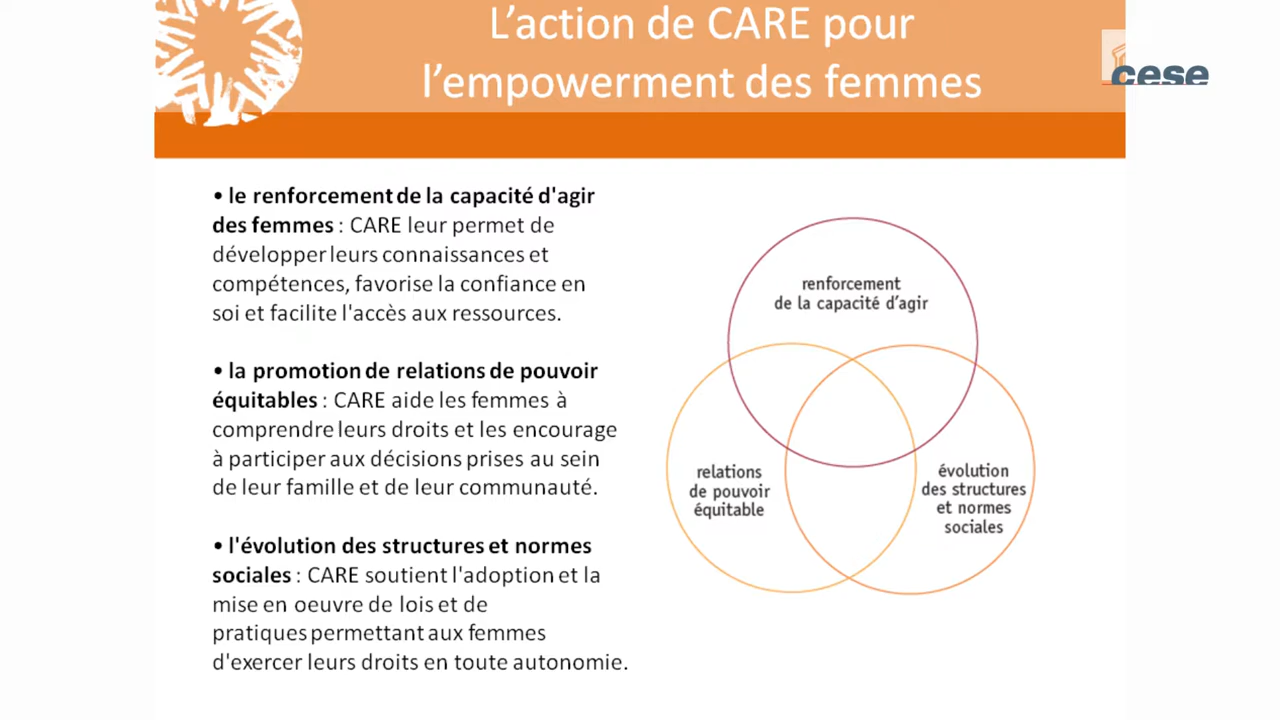 L’action de CARE pour
l’empowerment des femmes
cese
• le renforcement de la capacité d'agir
des femmes : CARE leur permet de
développer leurs connaissances et
compétences, favorise la confiance en
soi et facilite l'accès aux ressources.
• la promotion de relations de pouvoir
équitables : CARE aide les femmes à
comprendre leurs droits et les encourage
à participer aux décisions prises au sein
de leur famille et de leur communauté.
• l'évolution des structures et normes
sociales : CARE soutient l'adoption et la
mise en oeuvre de lois et de
pratiques permettant aux femmes
d'exercer leurs droits en toute autonomie.
renforcement
de la capacité d’agir
relations
de pouvoir
équitable
évolution
des structures
et normes
sociales